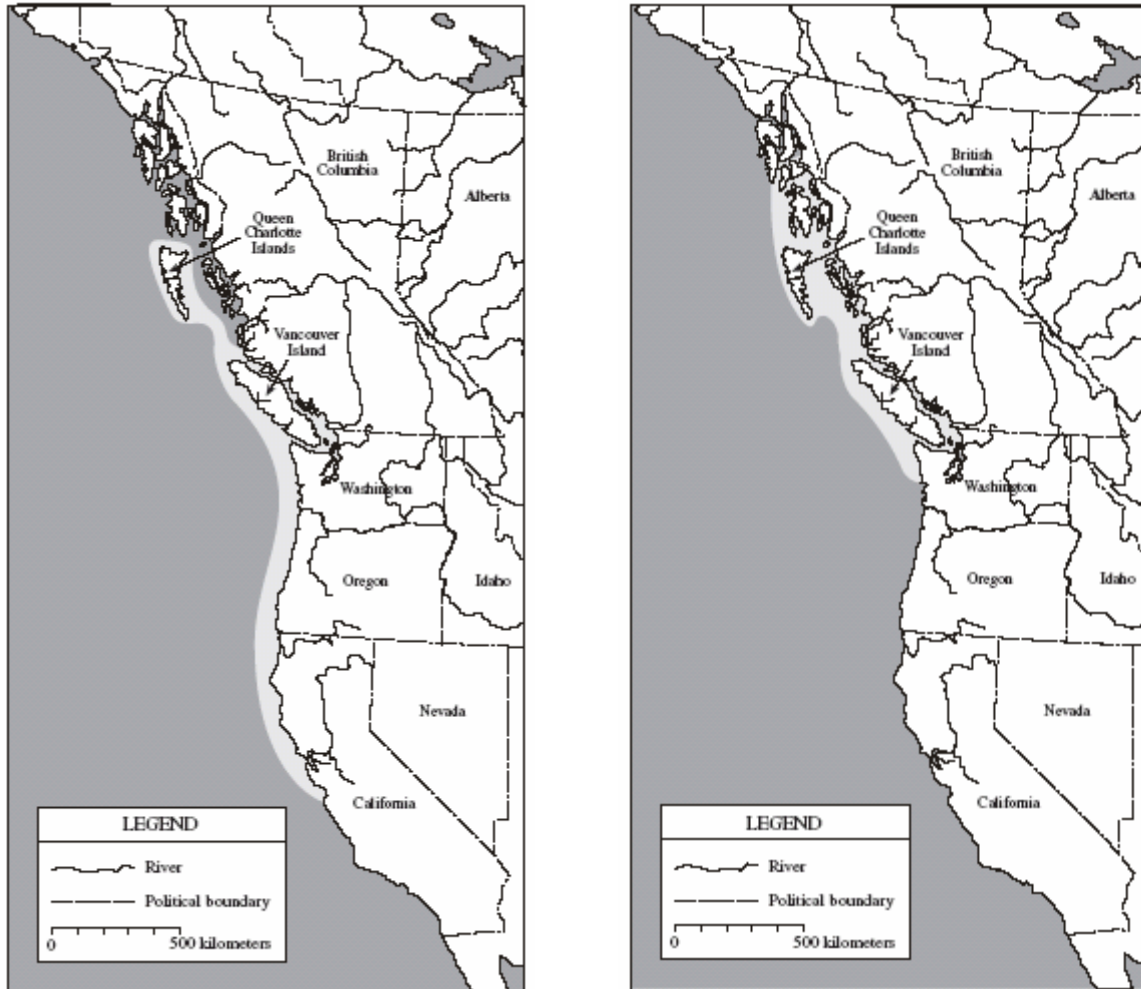 British
Columbia
Alberta
Queen
Charlotte
Islands
Vancouver
Island
Washington
Oregon
Idaho
Nevada
California
LEGEND
River
Political boundary
0 500 kilometers
British
Columbia
Alberta
Queen
Charlotte
Islands
Vancouver
Island
Washington
Oregon
Idaho
Nevada
California
LEGEND
River
Political boundary
0 500 kilometers